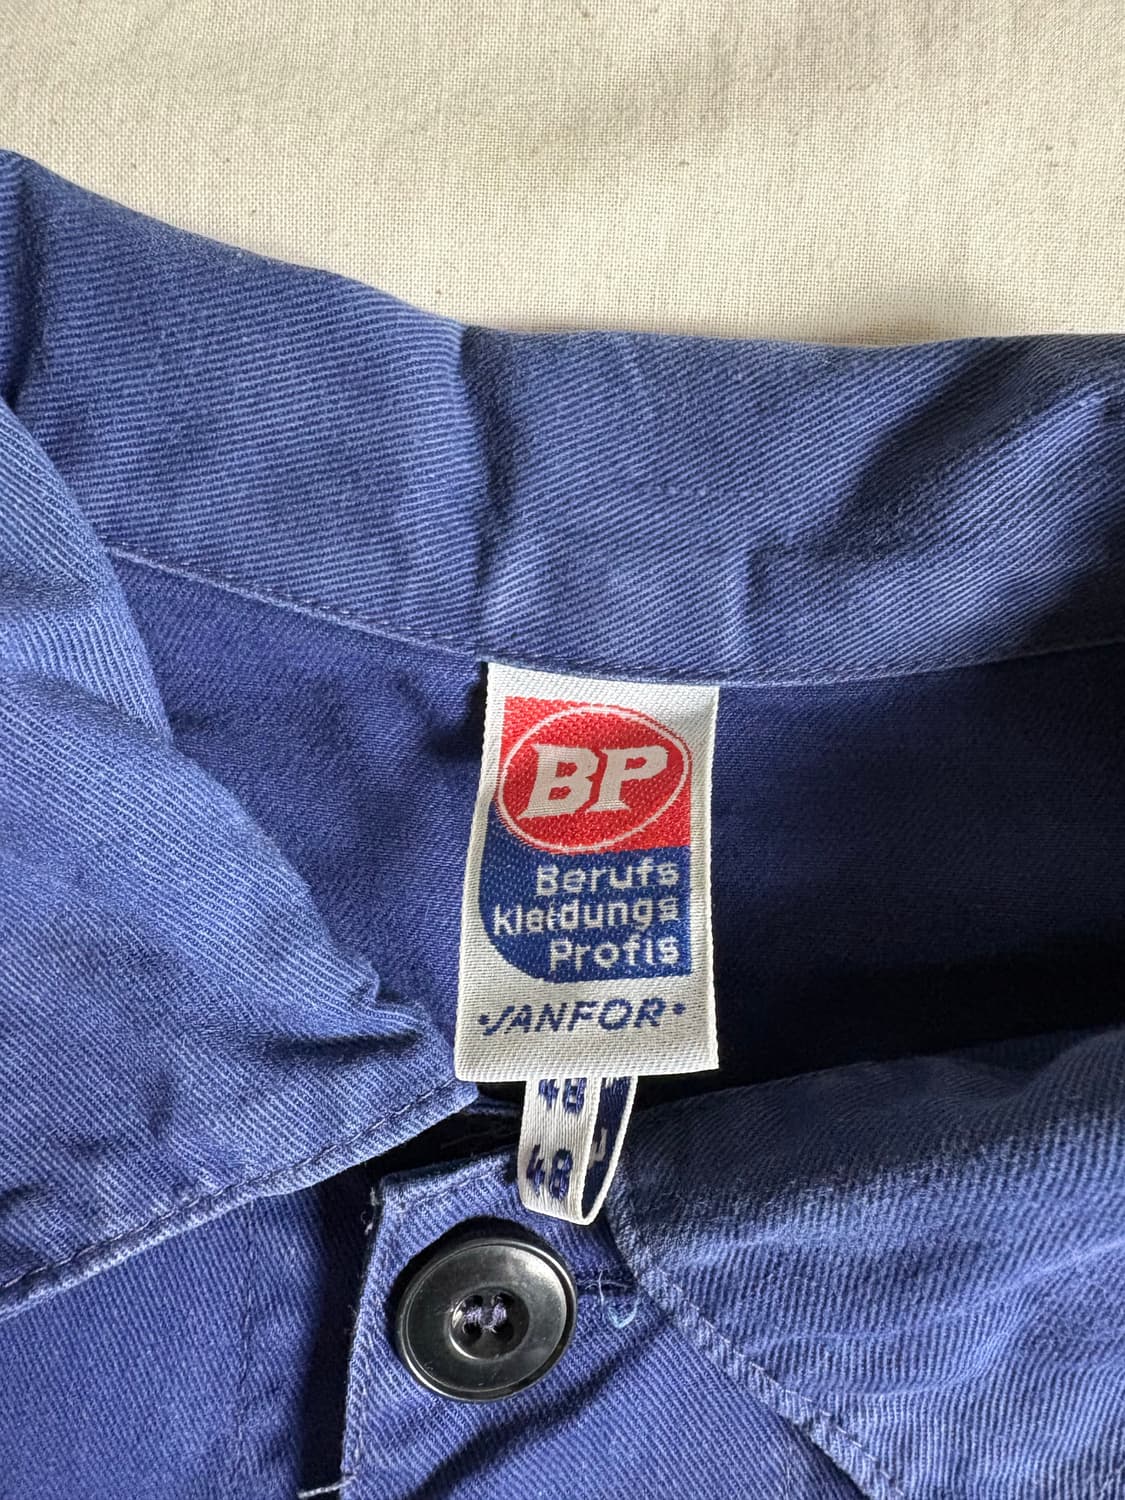 BP
Berufs
Kleidungs
Profis
•SANFOR•
48
48